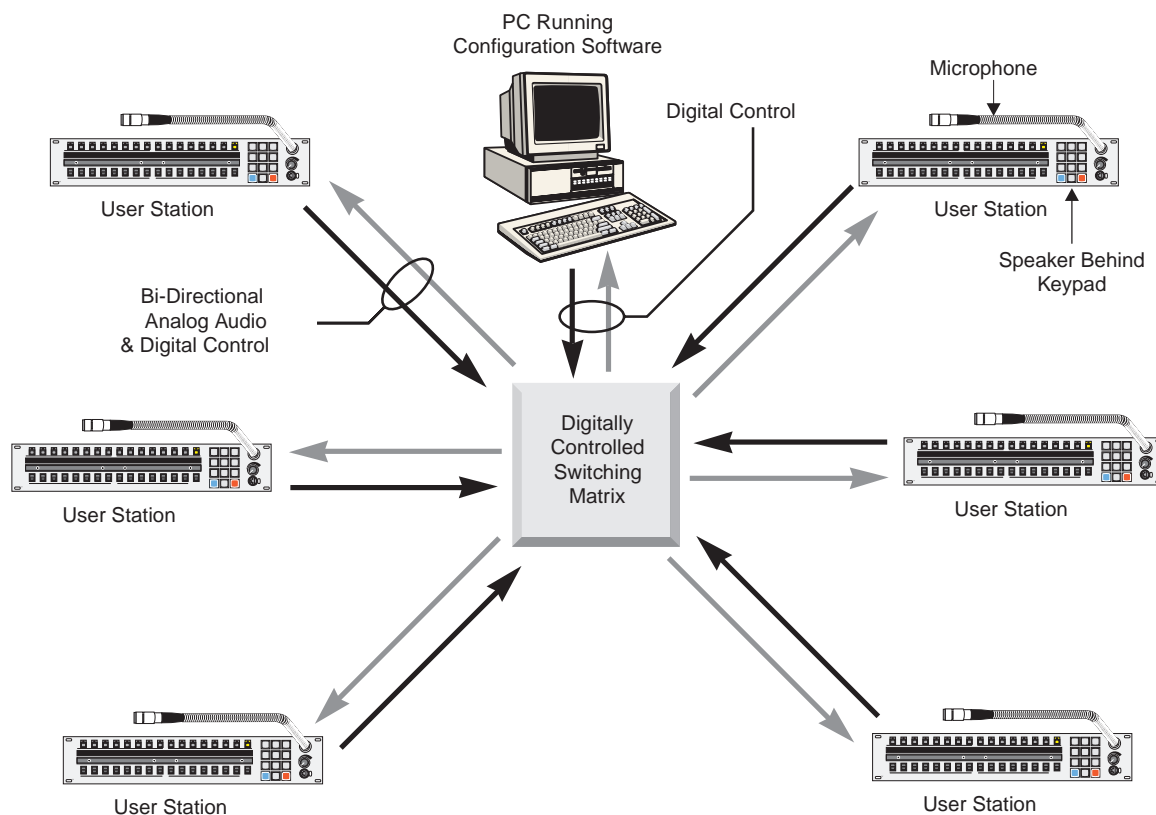 PC Running
Configuration Software
Microphone
Digital Control
User Station
User Station
Speaker Behind
Keypad
Bi-Directional
Analog Audio
& Digital Control
Digitally
Controlled
Switching
Matrix
User Station
User Station
User Station
User Station